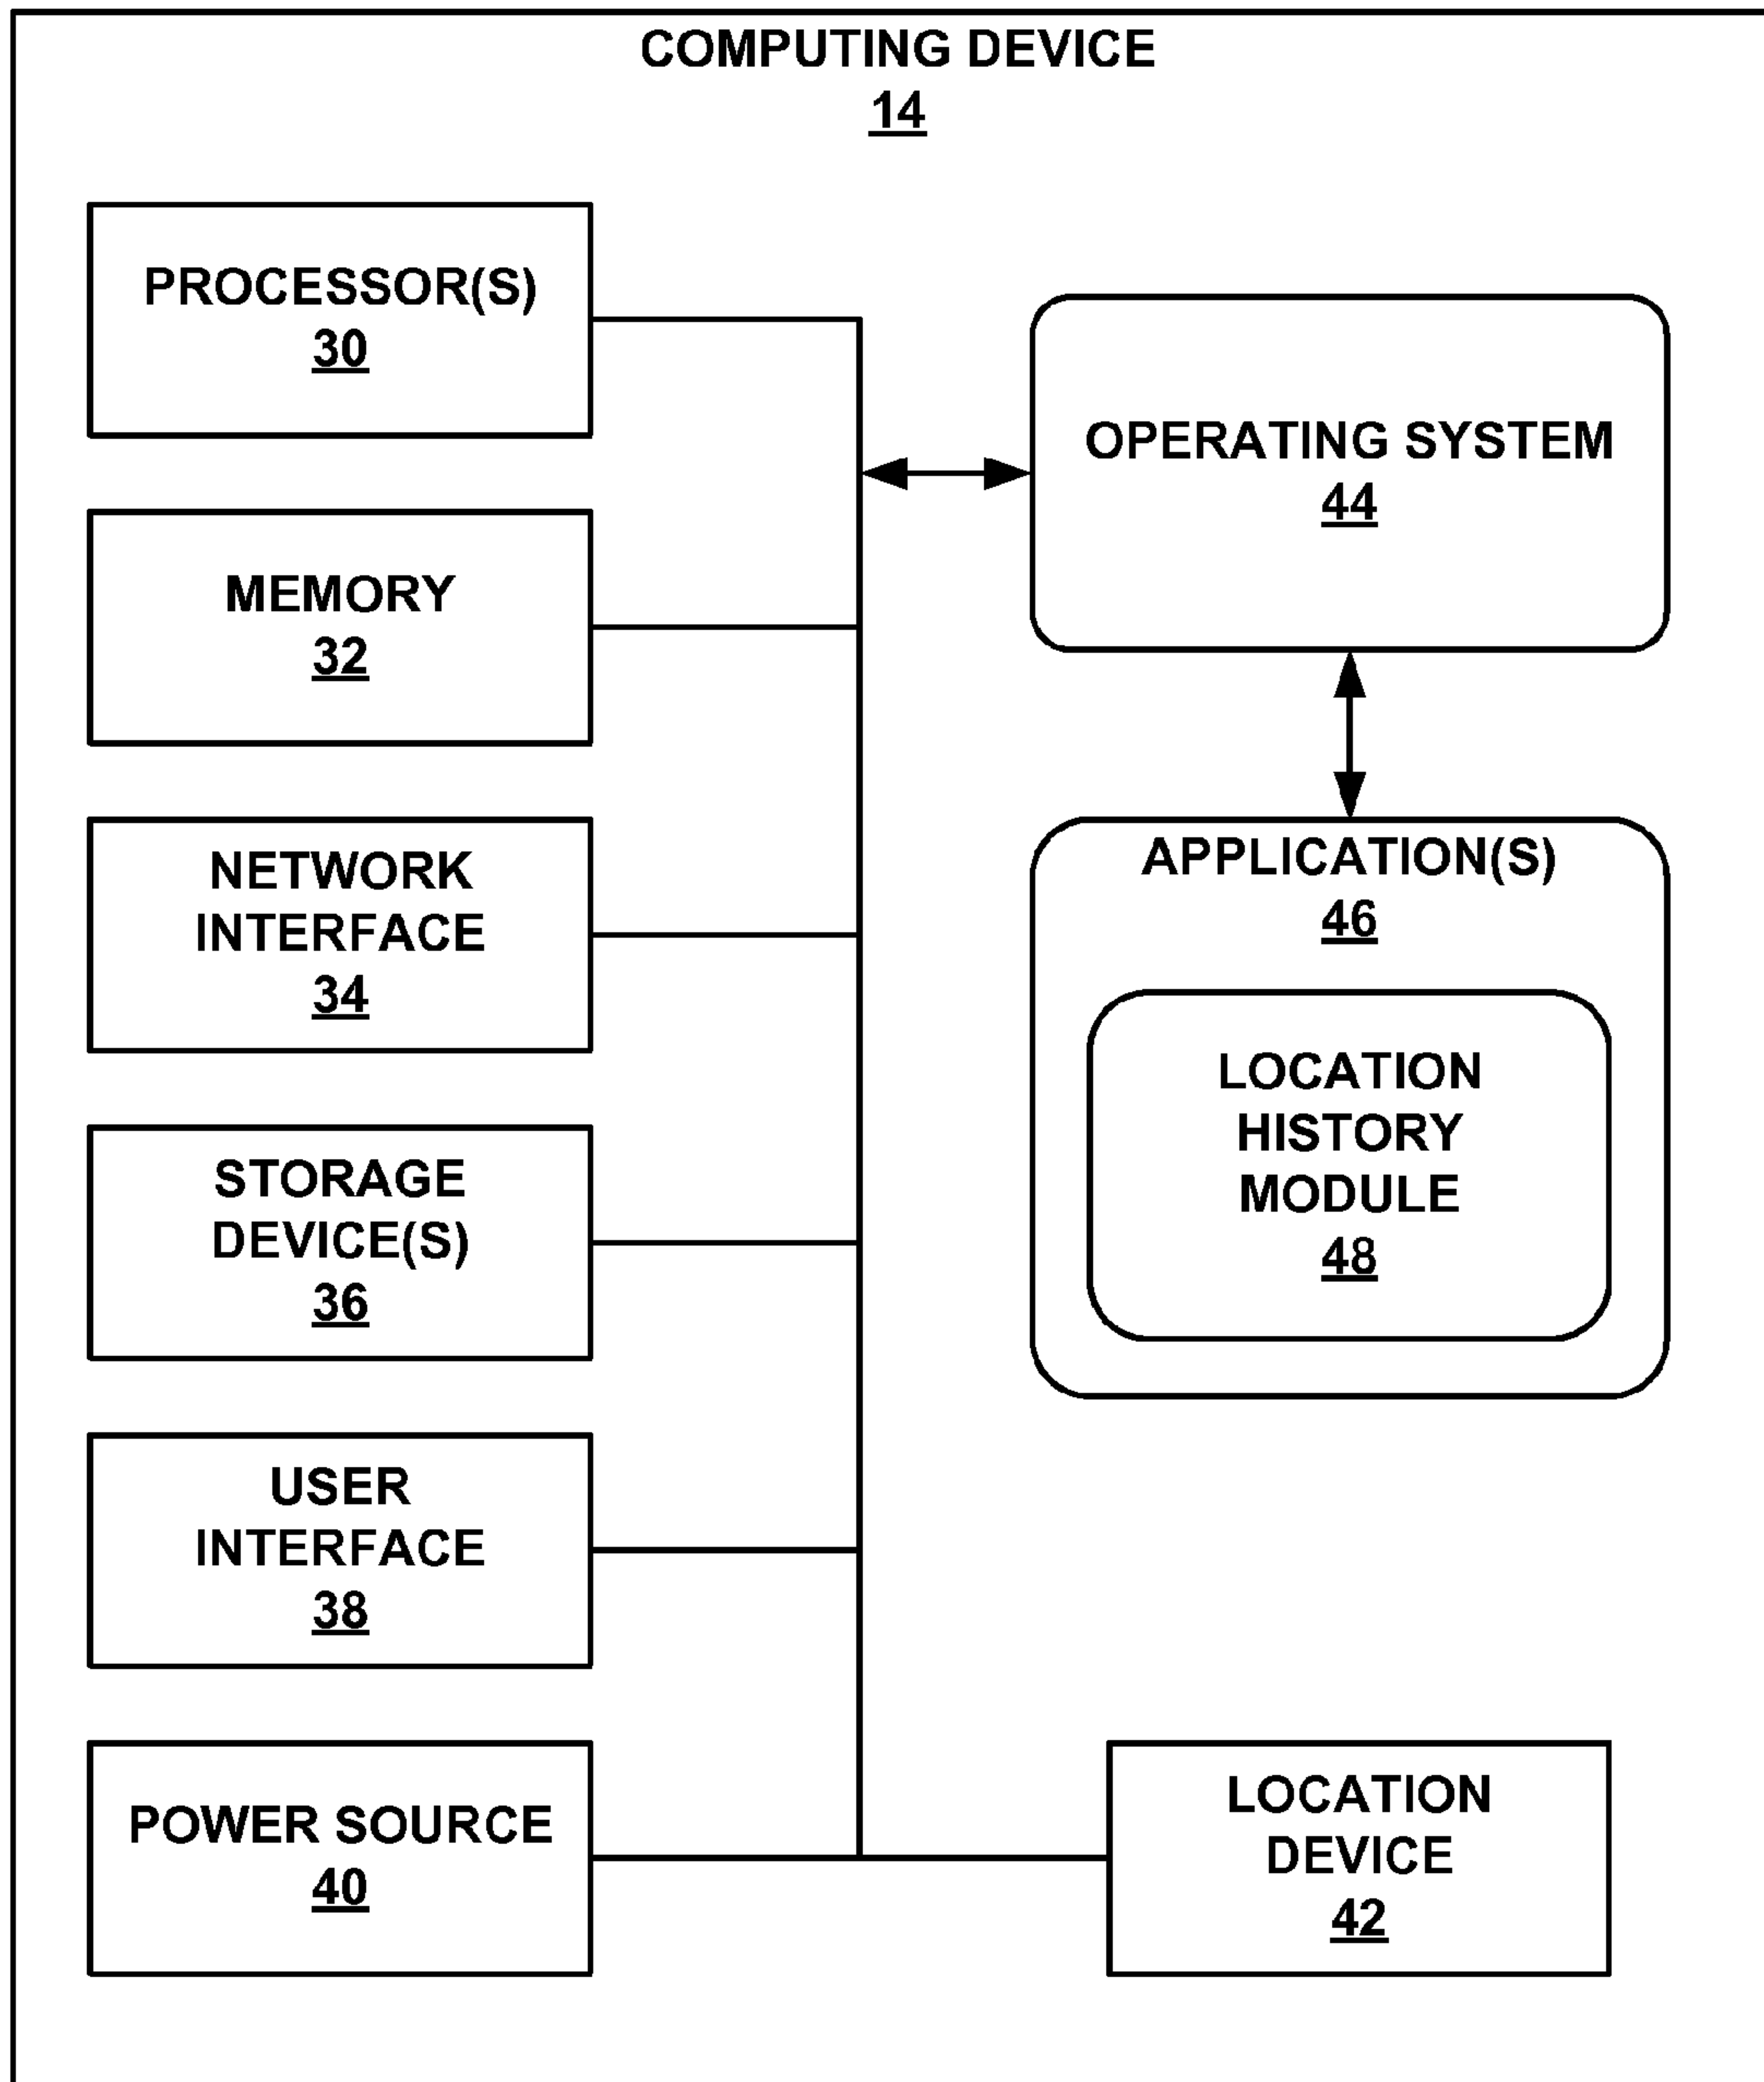 COMPUTING DEVICE
14
PROCESSOR(S)
30
MEMORY
32
NETWORK
INTERFACE
34
STORAGE
DEVICE(S)
36
USER
INTERFACE
38
POWER SOURCE
40
OPERATING SYSTEM
44
APPLICATION(S)
46
LOCATION
HISTORY
MODULE
48
LOCATION
DEVICE
42